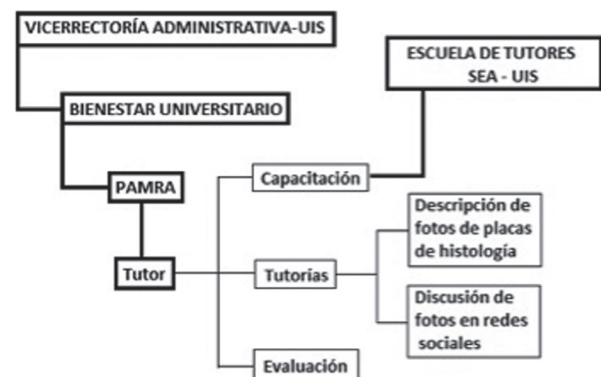 VICERRECTORÍA ADMINISTRATIVA-UIS
ESCUELA DE TUTORES
SEA - UIS
BIENESTAR UNIVERSITARIO
PAMRA
Capacitación
Descripción de
fotos de placas
de histología
Tutor
Tutorías
Discusión de
fotos en redes
sociales
Evaluación